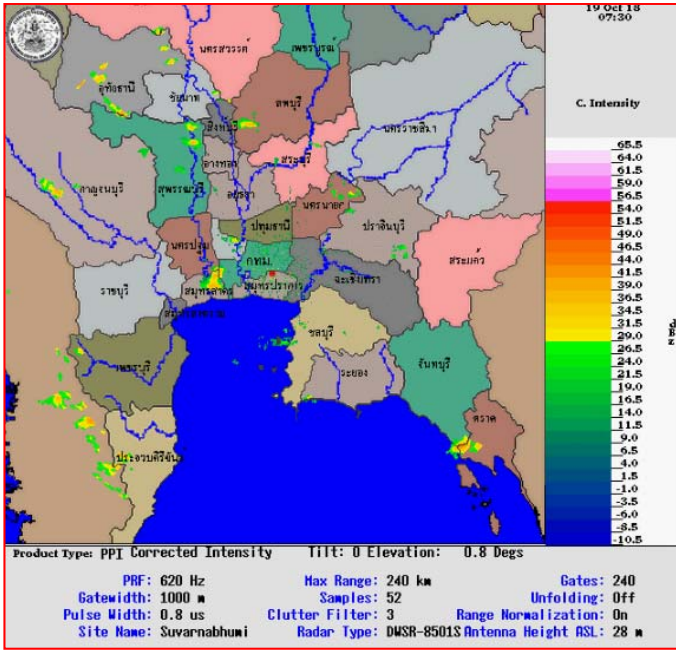 19 Oct 18
07:30
C. Intensity
นครสวรรค์
เพชรบูรณ์
อุทัยธานี
ชัยนาท
ลพบุรี
สิงห์บุรี
นครราชสีมา
อ่างทอง
สระบุรี
กาญจนบุรี
สุพรรณบุรี
อยุธยา
นครนายก
ปราจีนบุรี
ปทุมธานี
นครปฐม
กทม.
สระแก้ว
ราชบุรี
สมุทรสาคร
สมุทรปราการ
ฉะเชิงเทรา
สมุทรสงคราม
ชลบุรี
เพชรบุรี
ระยอง
จันทบุรี
ตราด
ประจวบคีรีขันธ์
65.5
64.0
61.5
59.0
56.5
54.0
51.5
49.0
46.5
44.0
41.5
39.0
36.5
34.0
31.5
29.0
26.5
24.0
21.5
19.0
16.5
14.0
11.5
9.0
6.5
4.0
1.5
-1.0
-3.5
-6.0
-8.5
-10.5
Product Type: PPI Corrected Intensity Tilt: 0 Elevation: 0.8 Degs
PRF: 620 Hz Max Range: 240 km Gates: 240
Gatewidth: 1000 m Samples: 52 Unfolding: Off
Pulse Width: 0.8 us Clutter Filter: 3 Range Normalization: On
Site Name: Suvarnabhumi Radar Type: DWSR-8501S Antenna Height ASL: 28 m